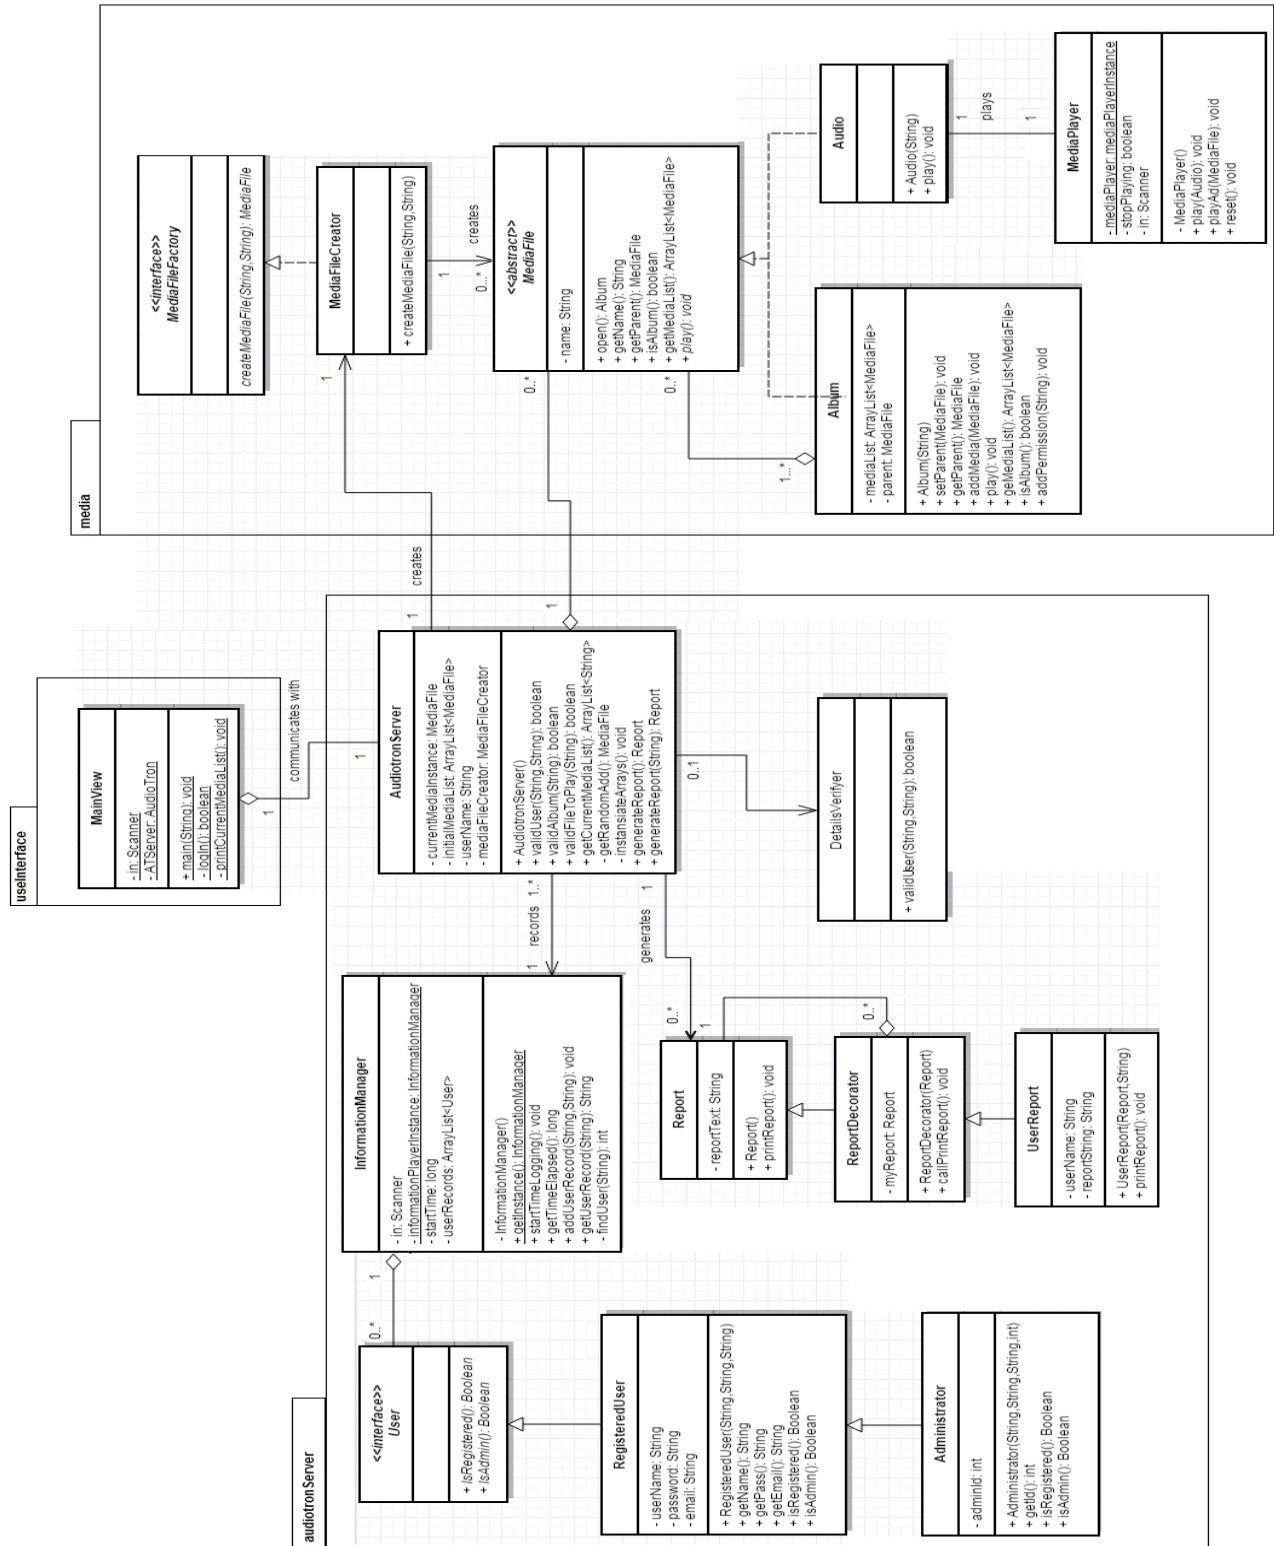 useInterface
MainView
- in: Scanner
- ATServer: AudioTron
+ main(String): void
- logIn(): boolean
- printCurrentMediaList(): void
1
communicates with
1
media
<<interface>>
MediaFileFactory
createMediaFile(String,String): MediaFile
MediaFileCreator
+ createMediaFile(String,String)
1
1
creates
0..*
creates
1
<<abstract>>
MediaFile
- name: String
+ open(): Album
+ getName(): String
+ getParent(): MediaFile
+ isAlbum(): boolean
+ getMediaList(): ArrayList<MediaFile>
+ play(): void
0..*
0..*
1
1..*
Album
- mediaList: ArrayList<MediaFile>
- parent: MediaFile
+ Album(String)
+ setParent(MediaFile): void
+ getParent(): MediaFile
+ addMedia(MediaFile): void
+ play(): void
+ geMediaList(): ArrayList<MediaFile>
+ isAlbum(): boolean
+ addPermission(String): void
Audio
+ Audio(String)
+ play(): void
1
plays
1
MediaPlayer
- mediaPlayer: mediaPlayerInstance
- stopPlaying: boolean
- in: Scanner
- MediaPlayer()
+ play(Audio): void
+ playAd(MediaFile): void
+ reset(): void
audiotronServer
AudiotronServer
- currentMediaInstance: MediaFile
- initialMediaList: ArrayList<MediaFile>
- userName: String
- mediaFileCreator: MediaFileCreator
+ AudiotronServer()
+ validUser(String,String): boolean
+ validAlbum(String): boolean
+ validFileToPlay(String): boolean
+ getCurrentMediaList(): ArrayList<String>
- getRandomAdd(): MediaFile
- instansiateArrays(): void
+ generateReport(): Report
+ generateReport(String): Report
0..1
DetailsVerifyer
+ validUser(String,String): boolean
1..*
records
1
1
generates
0..*
InformationManager
- in: Scanner
- informationPlayerInstance: InformationManager
- startTime: long
- userRecords: ArrayList<User>
- InformationManager()
+ getInstance(): InformationManager
+ startTimeLogging(): void
+ getTimeElapsed(): long
+ addUserRecord(String,String): void
+ getUserRecord(String): String
- findUser(String): int
1
0..*
<<interface>>
User
+ IsRegistered(): Boolean
+ IsAdmin(): Boolean
RegisteredUser
- userName: String
- password: String
- email: String
+ RegisteredUser(String,String,String)
+ getName(): String
+ getPass(): String
+ getEmail(): String
+ isRegistered(): Boolean
+ isAdmin(): Boolean
Administrator
- adminId: int
+ Administrator(String,String,String,int)
+ getId(): int
+ isRegistered(): Boolean
+ isAdmin(): Boolean
Report
- reportText: String
+ Report()
+ printReport(): void
1
0..*
ReportDecorator
- myReport: Report
+ ReportDecorator(Report)
+ callPrintReport(): void
UserReport
- userName: String
- reportString: String
+ UserReport(Report,String)
+ printReport(): void